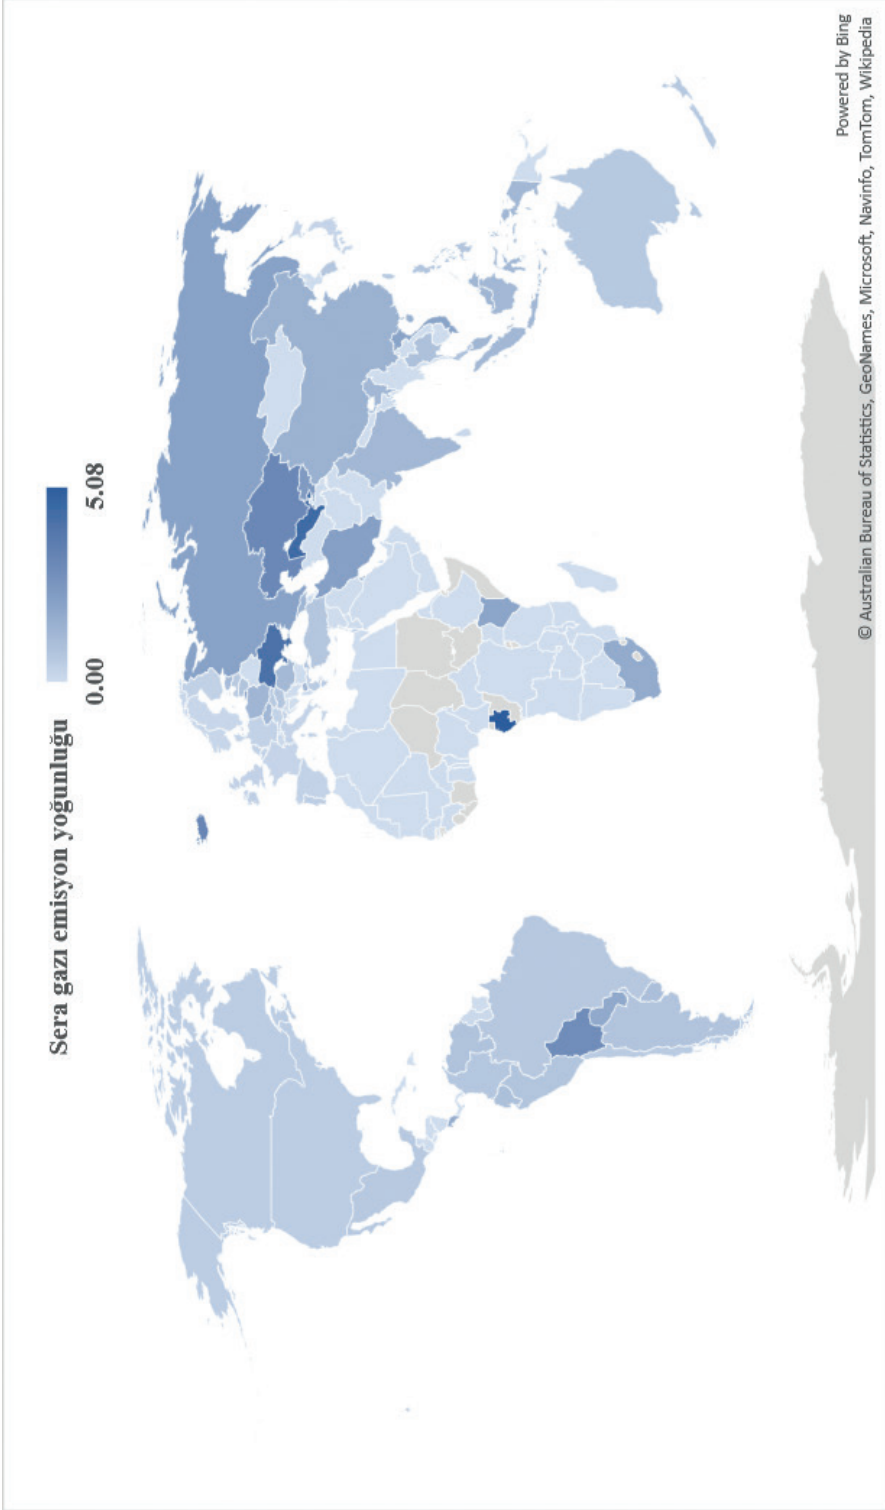 Sera gazı emisyon yoğunluğu
0.00
5.08
Powered by Bing
© Australian Bureau of Statistics, GeoNames, Microsoft, Navinfo, TomTom, Wikipedia